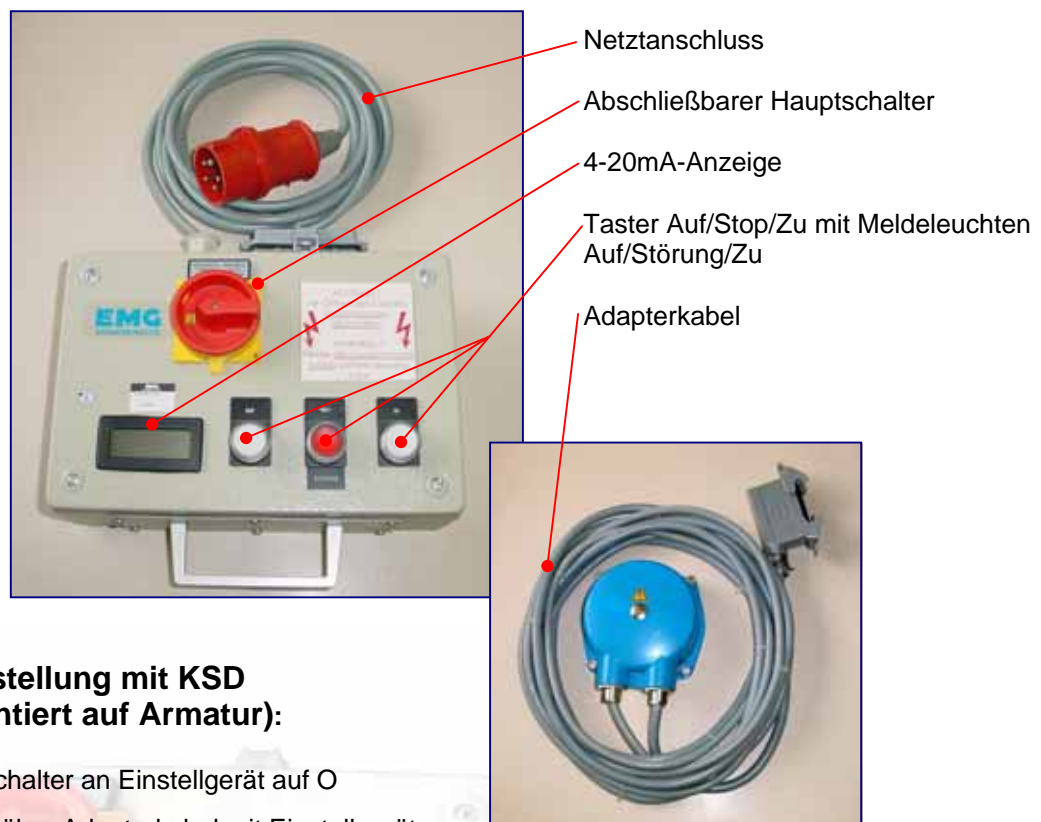 Netztanschluss
Abschließbarer Hauptschalter
4-20mA-Anzeige
Taster Auf/Stop/Zu mit Meldeleuchten
Auf/Störung/Zu
Adapterkabel
EMG
stellung mit KSD
ntiert auf Armatur):
chalter an Einstellgerät auf O